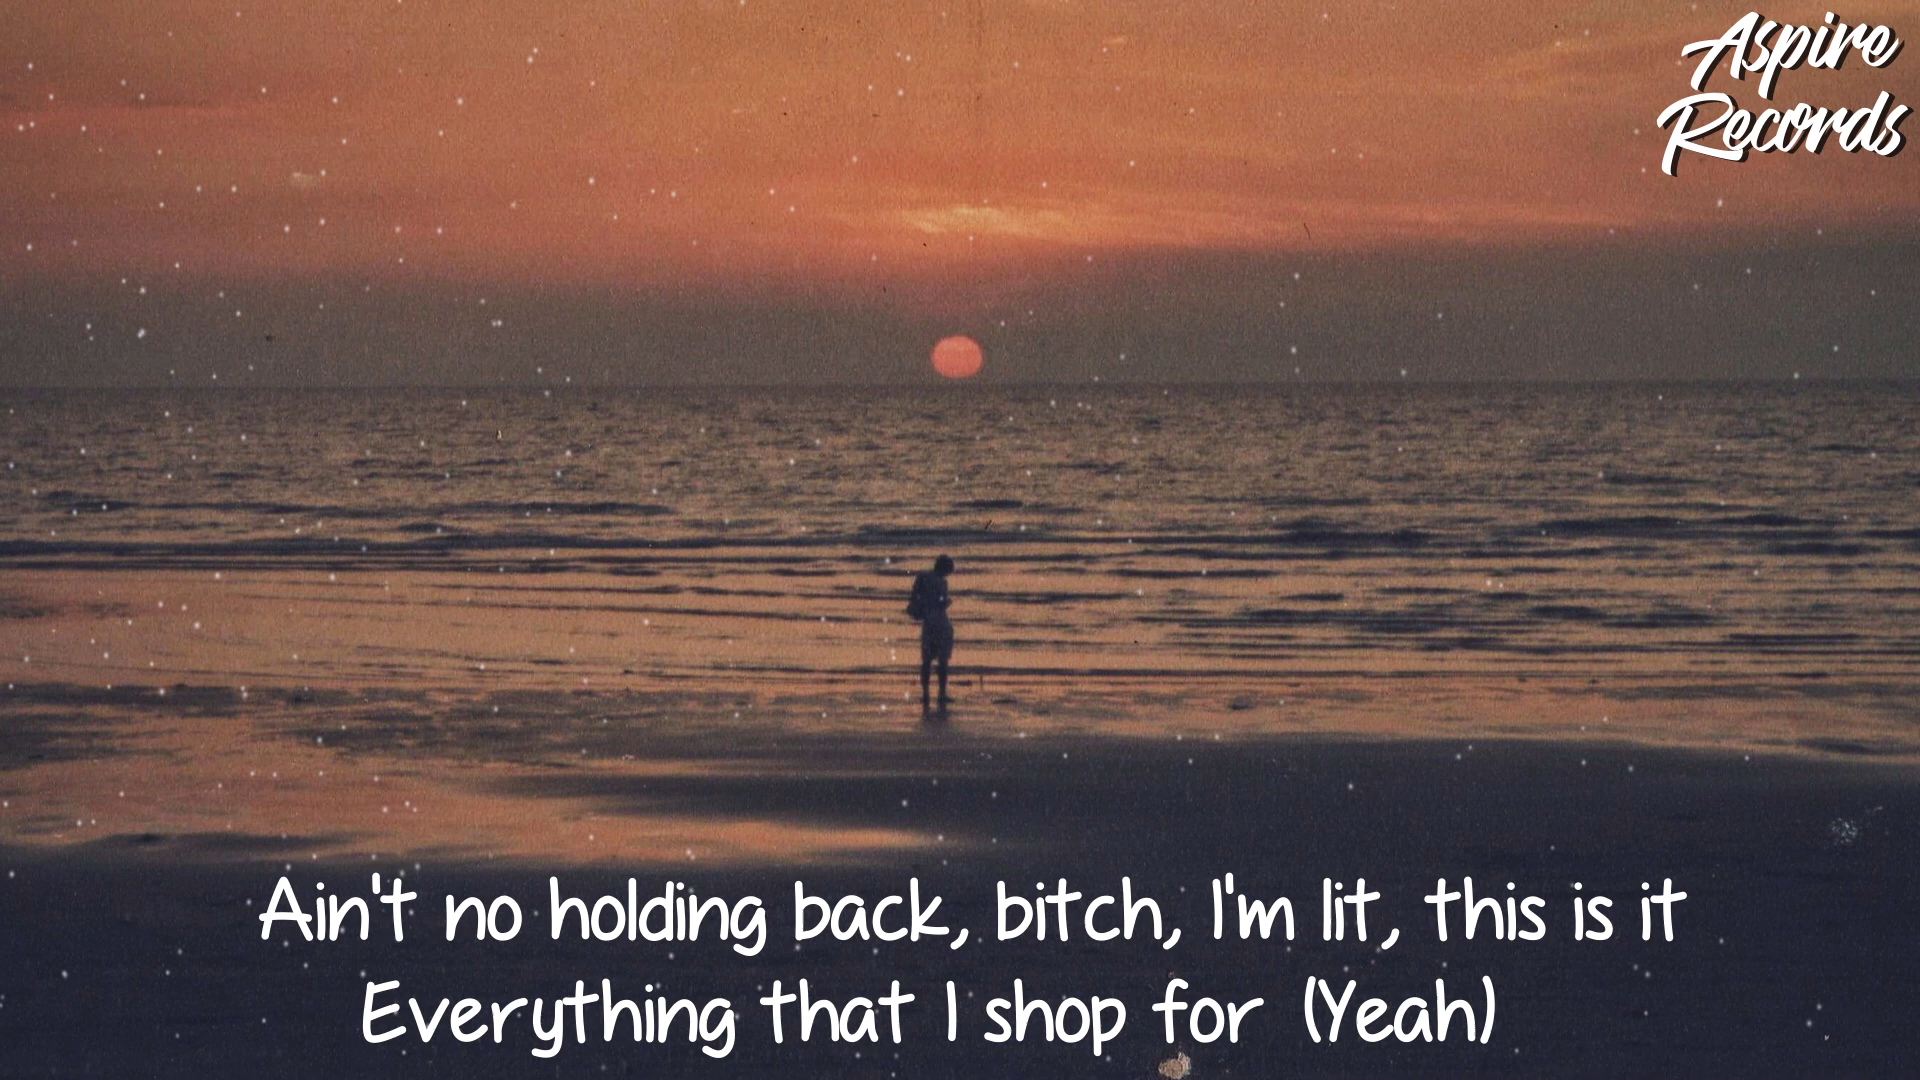 Aspire
Records
Ain't no holding back, bitch, I'm lit, this is it
Everything that I shop for (Yeah)